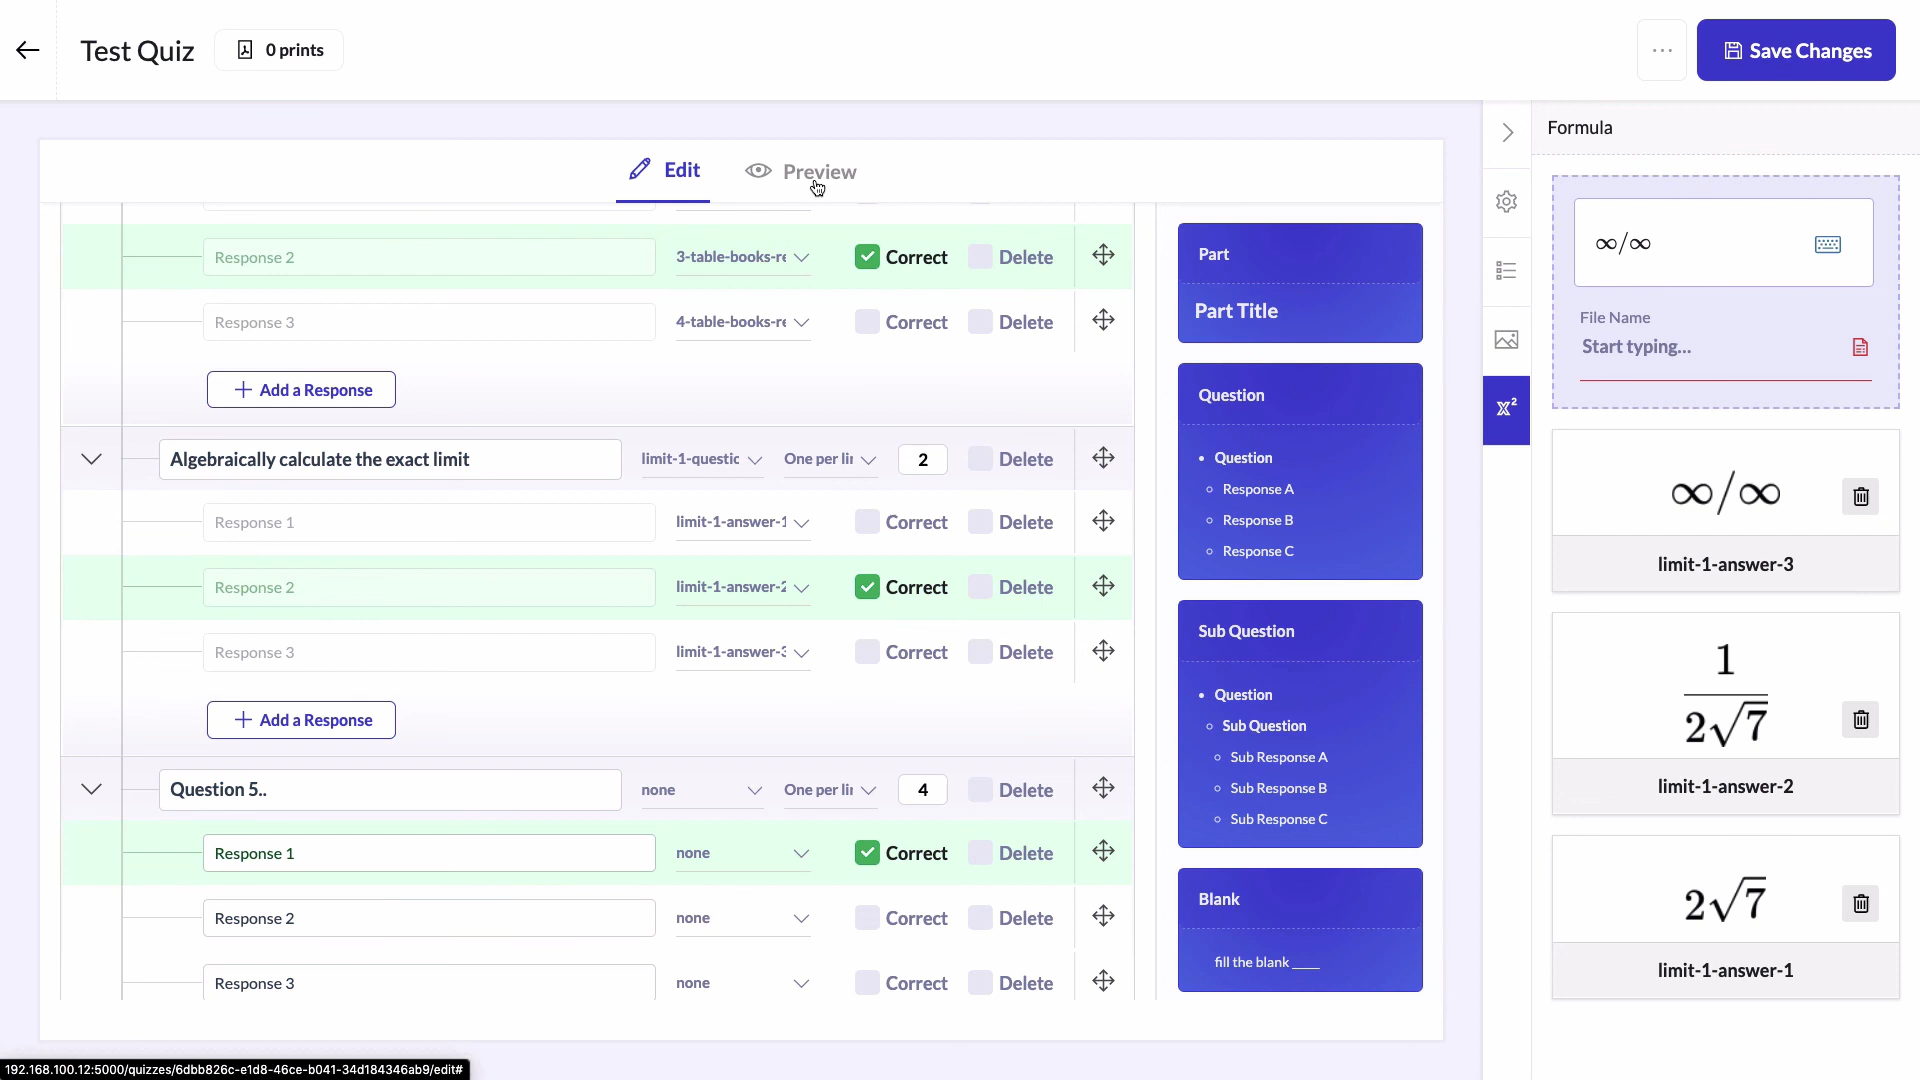 Test Quiz
0 prints
...
Save Changes
Edit
Preview
Response 2
3-table-books-re
Correct
Delete
Response 3
4-table-books-re
Correct
Delete
Add a Response
Algebraically calculate the exact limit
limit-1-questic
One per lir
2
Delete
Response 1
limit-1-answer-1
Correct
Delete
Response 2
limit-1-answer-2
Correct
Delete
Response 3
limit-1-answer-3
Correct
Delete
Add a Response
Question 5..
none
One per lir
4
Delete
Response 1
none
Correct
Delete
Response 2
none
Correct
Delete
Response 3
none
Correct
Delete
Part
Part Title
Question
• Question
Response A
Response B
Response C
Sub Question
• Question
Sub Question
Sub Response A
Sub Response B
Sub Response C
Blank
fill the blank ____
x²
Formula
∞/∞
File Name
Start typing...
∞/∞
limit-1-answer-3
1
2√7
limit-1-answer-2
2√7
limit-1-answer-1
192.168.100.12:5000/quizzes/6dbb826c-e1d8-46ce-b041-34d184346ab9/edit#